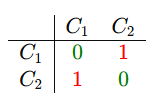 C₁ C₂
C₁ 0 1
C₂ 1 0